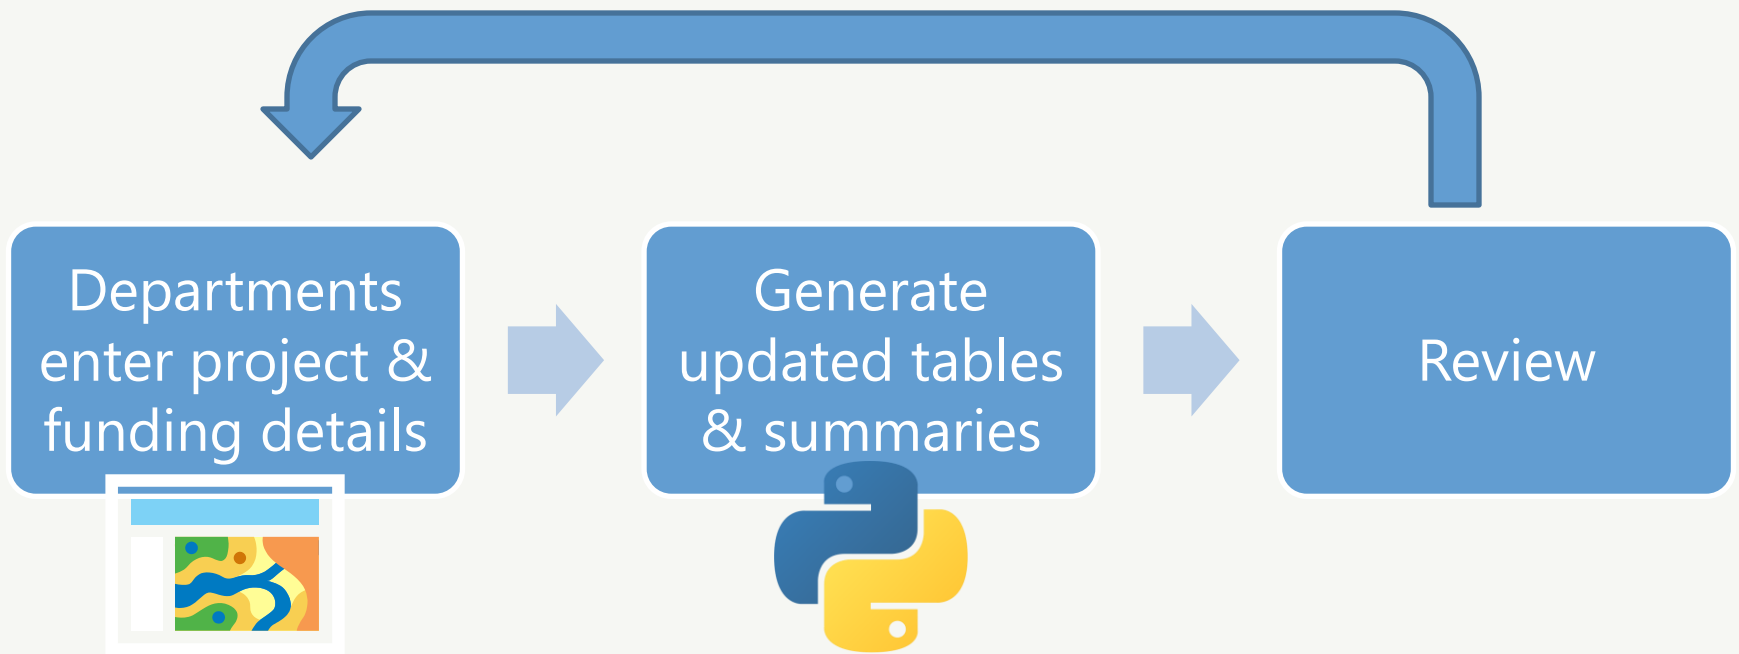 Departments
enter project &
funding details
Generate
updated tables
& summaries
Review